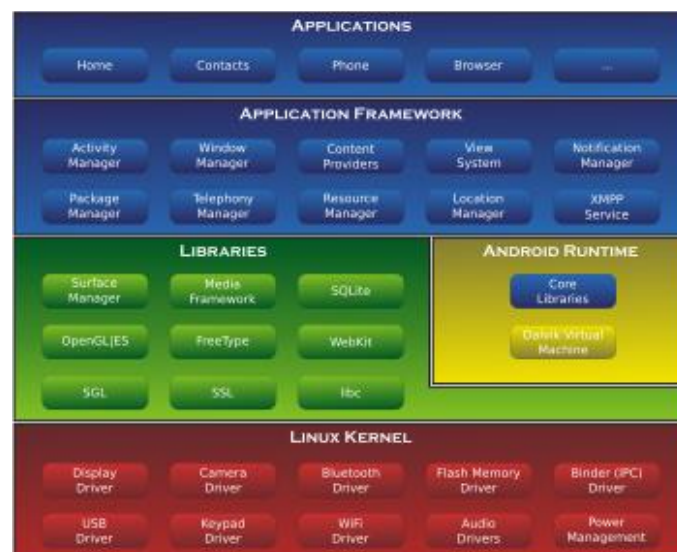 APPLICATIONS
Home Contacts Phone Browser ...
APPLICATION FRAMEWORK
Activity Manager
Window Manager
Content Providers
View System
Notification Manager
Package Manager
Telephony Manager
Resource Manager
Location Manager
XMPP Service
LIBRARIES
Surface Manager
Media Framework
SQLite
OpenGL|ES
FreeType
WebKit
SGL
SSL
libc
ANDROID RUNTIME
Core Libraries
Dalvik Virtual Machine
LINUX KERNEL
Display Driver
Camera Driver
Bluetooth Driver
Flash Memory Driver
Binder (IPC) Driver
USB Driver
Keypad Driver
WiFi Driver
Audio Drivers
Power Management